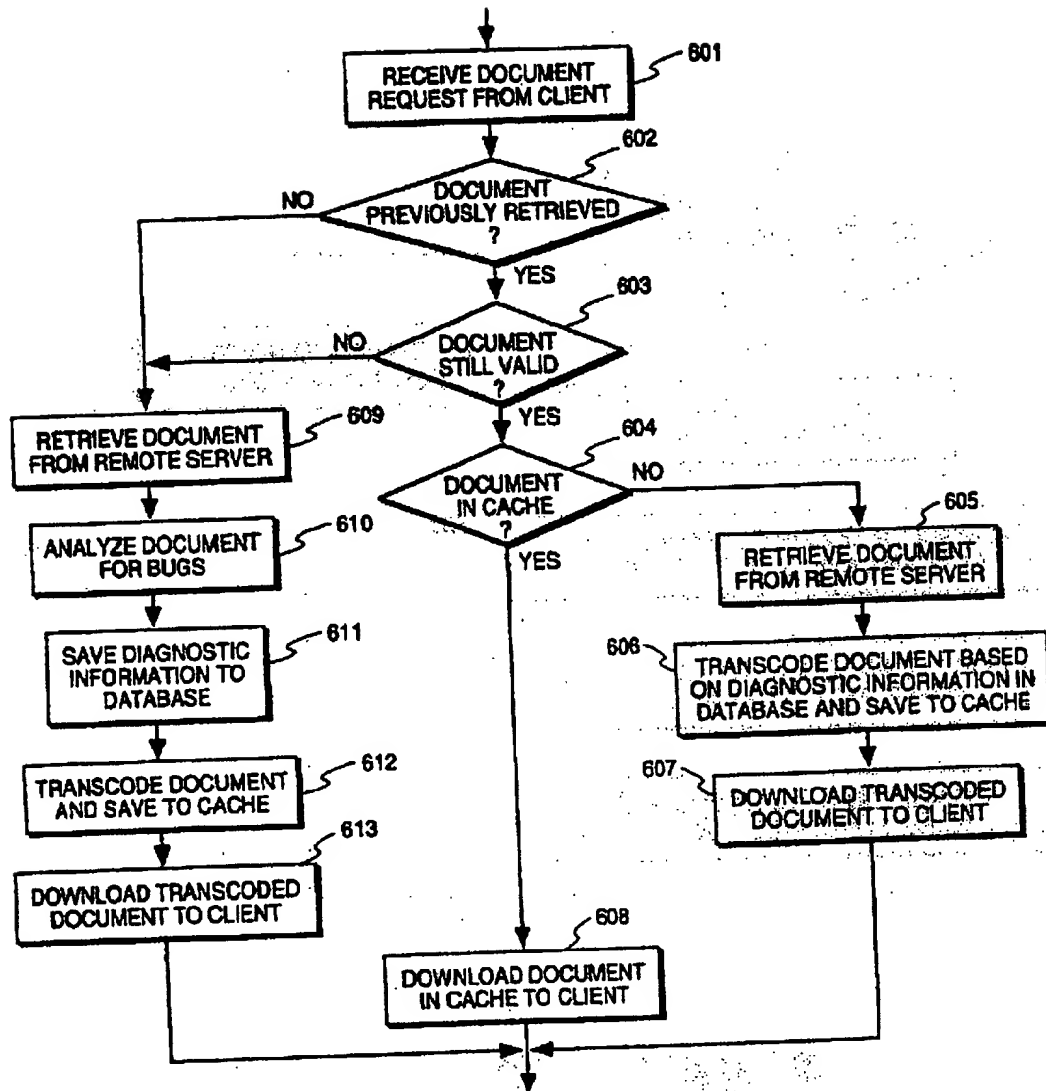 601
RECEIVE DOCUMENT
REQUEST FROM CLIENT
602
NO
DOCUMENT
PREVIOUSLY RETRIEVED
?
YES
603
NO
DOCUMENT
STILL VALID
?
YES
609
RETRIEVE DOCUMENT
FROM REMOTE SERVER
604
NO
DOCUMENT
IN CACHE
?
YES
605
RETRIEVE DOCUMENT
FROM REMOTE SERVER
610
ANALYZE DOCUMENT
FOR BUGS
611
SAVE DIAGNOSTIC
INFORMATION TO
DATABASE
606
TRANSCODE DOCUMENT BASED
ON DIAGNOSTIC INFORMATION IN
DATABASE AND SAVE TO CACHE
612
TRANSCODE DOCUMENT
AND SAVE TO CACHE
607
DOWNLOAD TRANSCODED
DOCUMENT TO CLIENT
613
DOWNLOAD TRANSCODED
DOCUMENT TO CLIENT
608
DOWNLOAD DOCUMENT
IN CACHE TO CLIENT